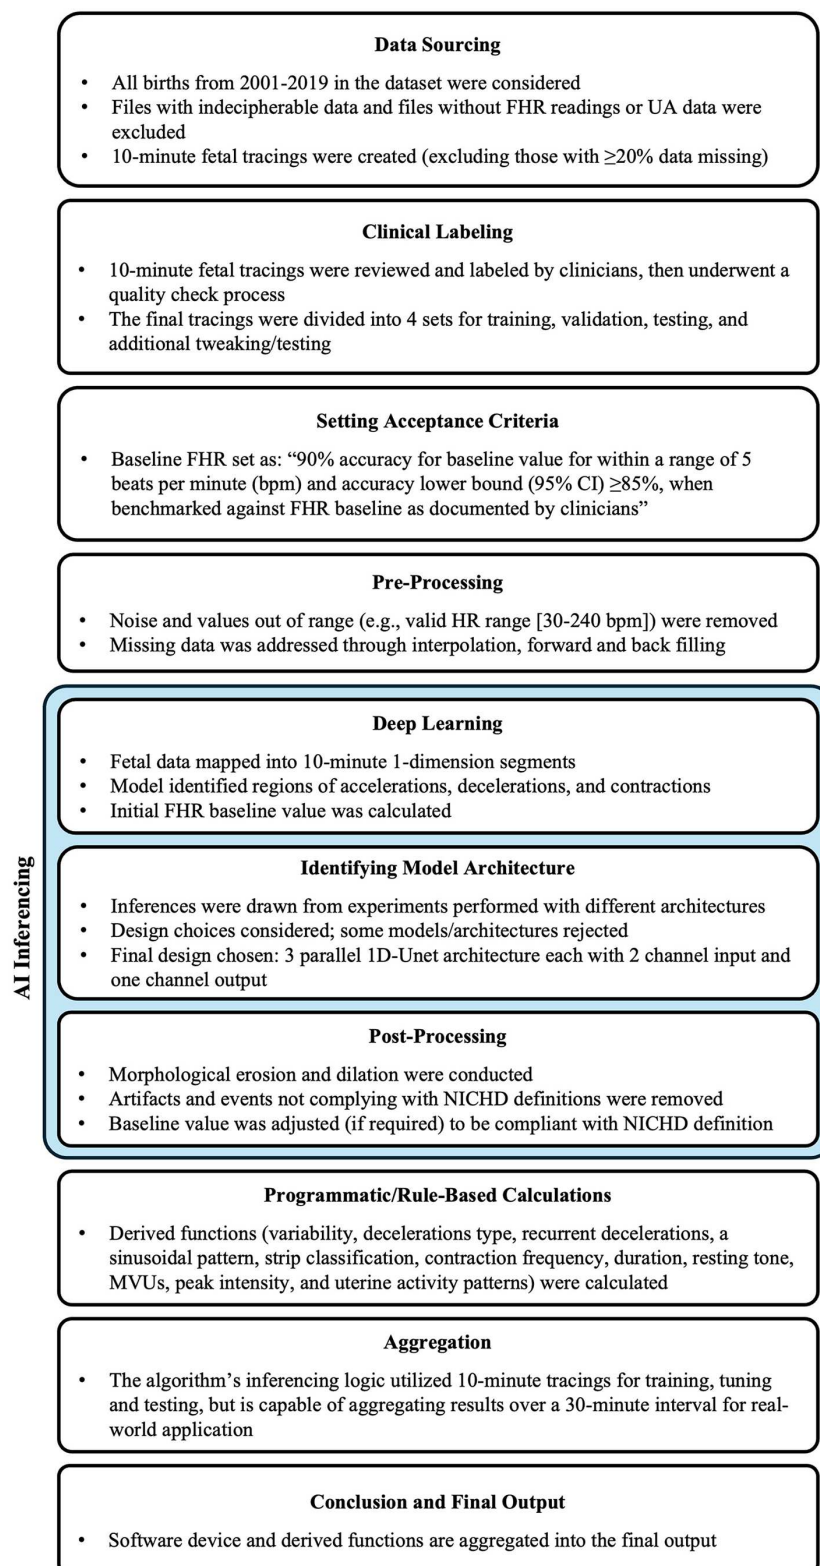 Data Sourcing
• All births from 2001-2019 in the dataset were considered
• Files with indecipherable data and files without FHR readings or UA data were
excluded
• 10-minute fetal tracings were created (excluding those with ≥20% data missing)
Clinical Labeling
• 10-minute fetal tracings were reviewed and labeled by clinicians, then underwent a
quality check process
• The final tracings were divided into 4 sets for training, validation, testing, and
additional tweaking/testing
Setting Acceptance Criteria
• Baseline FHR set as: “90% accuracy for baseline value for within a range of 5
beats per minute (bpm) and accuracy lower bound (95% CI) ≥85%, when
benchmarked against FHR baseline as documented by clinicians”
Pre-Processing
• Noise and values out of range (e.g., valid HR range [30-240 bpm]) were removed
• Missing data was addressed through interpolation, forward and back filling
AI Inferencing
Deep Learning
• Fetal data mapped into 10-minute 1-dimension segments
• Model identified regions of accelerations, decelerations, and contractions
• Initial FHR baseline value was calculated
Identifying Model Architecture
• Inferences were drawn from experiments performed with different architectures
• Design choices considered; some models/architectures rejected
• Final design chosen: 3 parallel 1D-Unet architecture each with 2 channel input and
one channel output
Post-Processing
• Morphological erosion and dilation were conducted
• Artifacts and events not complying with NICHD definitions were removed
• Baseline value was adjusted (if required) to be compliant with NICHD definition
Programmatic/Rule-Based Calculations
• Derived functions (variability, decelerations type, recurrent decelerations, a
sinusoidal pattern, strip classification, contraction frequency, duration, resting tone,
MVUs, peak intensity, and uterine activity patterns) were calculated
Aggregation
• The algorithm’s inferencing logic utilized 10-minute tracings for training, tuning
and testing, but is capable of aggregating results over a 30-minute interval for real-
world application
Conclusion and Final Output
• Software device and derived functions are aggregated into the final output